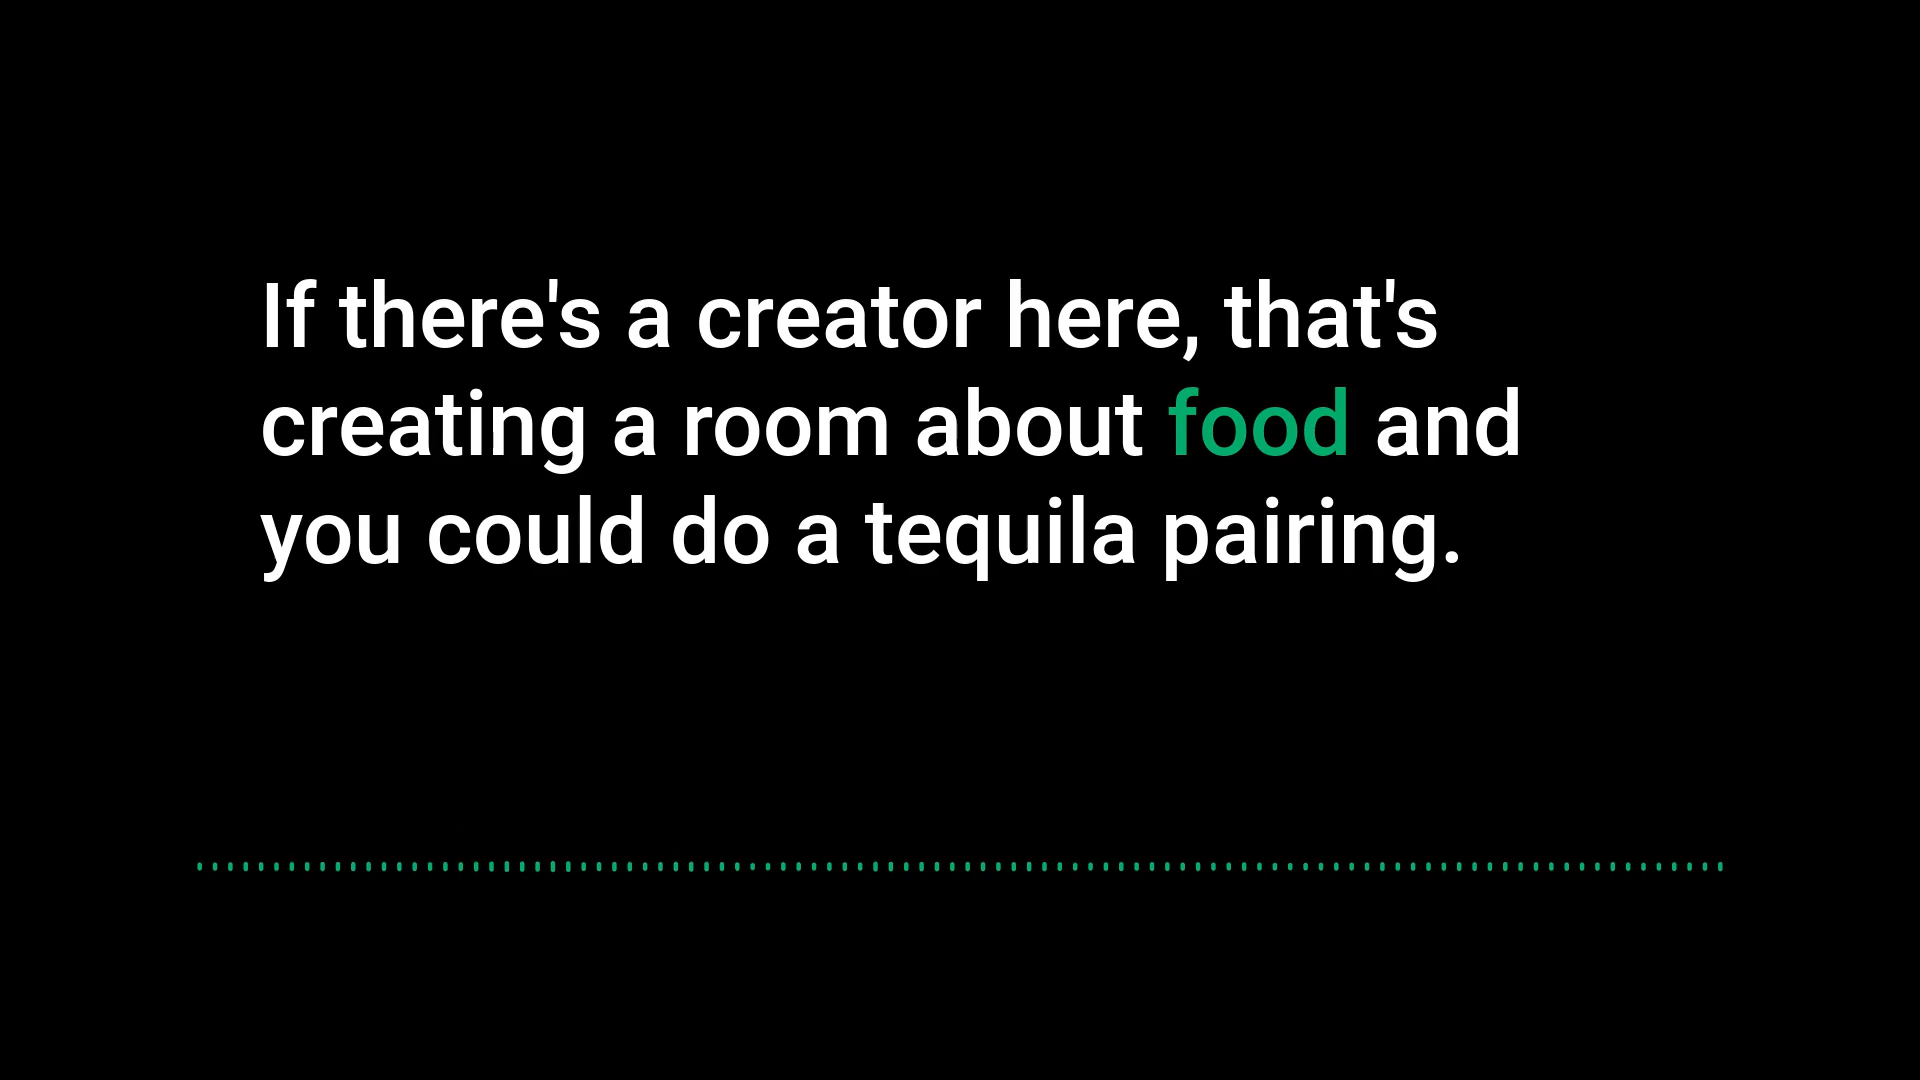 If there's a creator here, that's
creating a room about food and
you could do a tequila pairing.